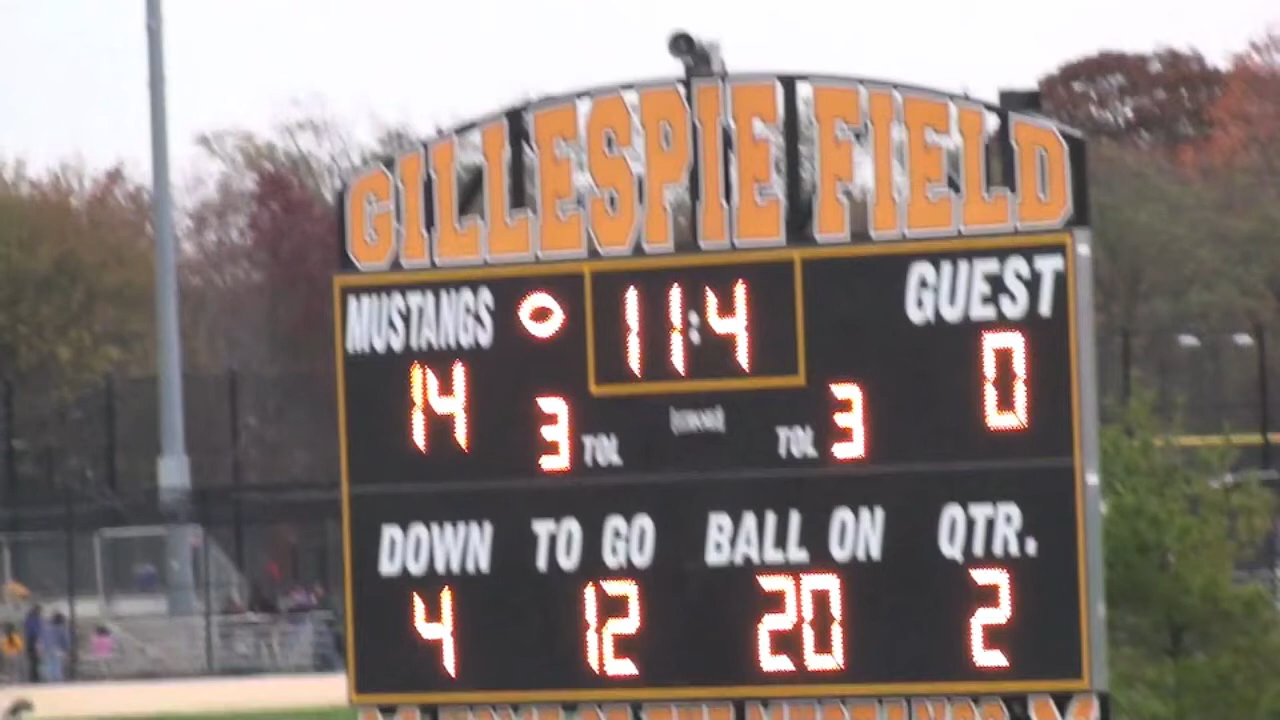 GILLESPIE FIELD
MUSTANGS 11:4 GUEST
14 0
3 TOL TOL 3
DOWN TO GO BALL ON QTR.
4 12 20 2